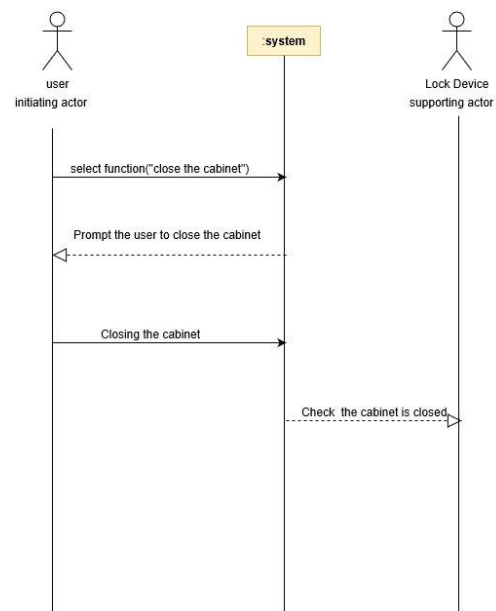 :system
user
initiating actor
Lock Device
supporting actor
select function("close the cabinet")
Prompt the user to close the cabinet
Closing the cabinet
Check the cabinet is closed